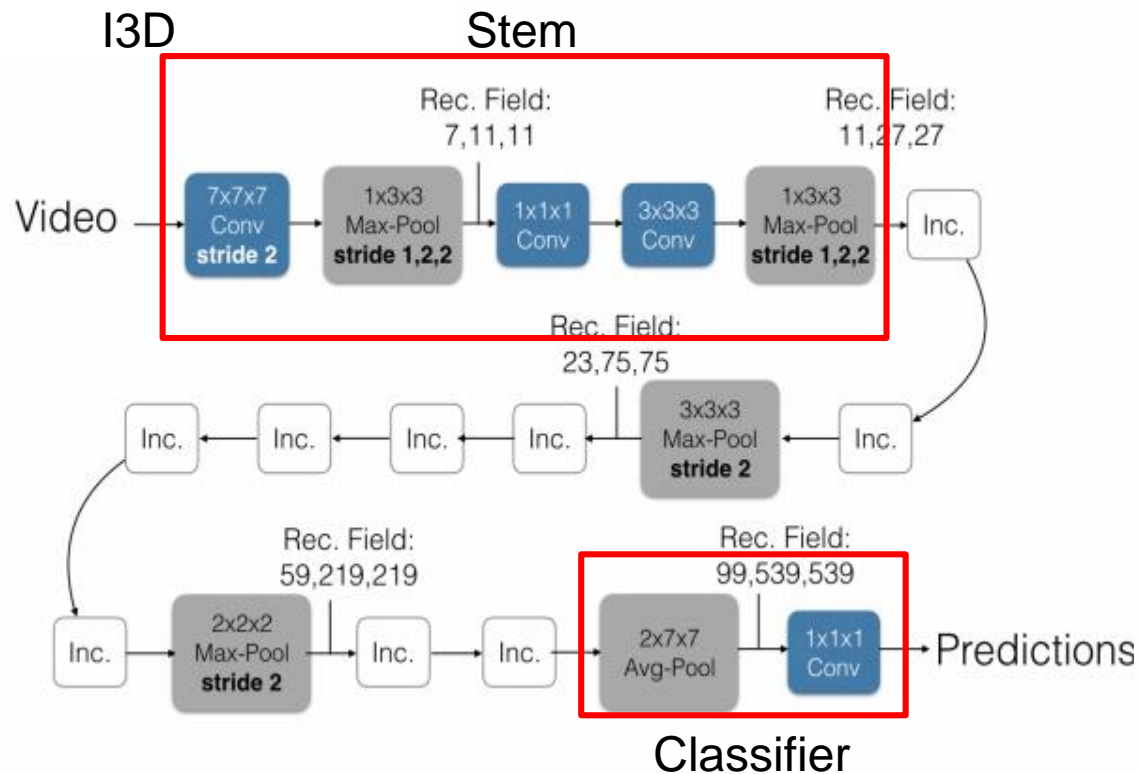 I3D
Stem
Rec. Field:
7,11,11
Rec. Field:
11,27,27
Video
7x7x7
Conv
stride 2
1x3x3
Max-Pool
stride 1,2,2
1x1x1
Conv
3x3x3
Conv
1x3x3
Max-Pool
stride 1,2,2
Inc.
Rec. Field:
23,75,75
Inc.
Inc.
Inc.
Inc.
3x3x3
Max-Pool
stride 2
Inc.
Rec. Field:
59,219,219
Rec. Field:
99,539,539
Inc.
2x2x2
Max-Pool
stride 2
Inc.
Inc.
2x7x7
Avg-Pool
1x1x1
Conv
Predictions
Classifier